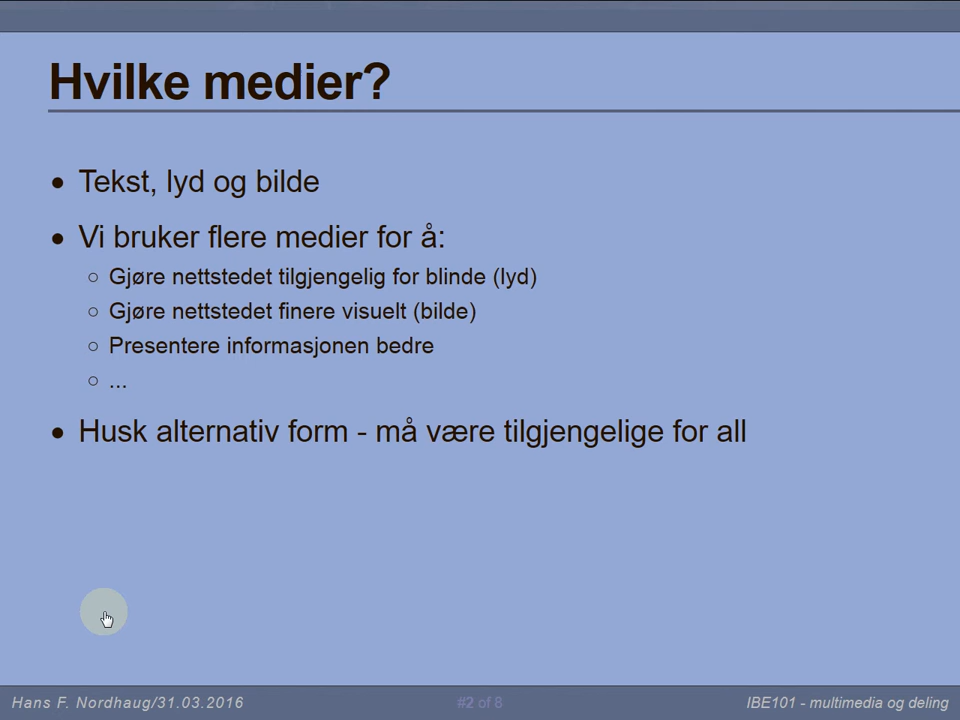 Hvilke medier?
Tekst, lyd og bilde
Vi bruker flere medier for å:
Gjøre nettstedet tilgjengelig for blinde (lyd)
Gjøre nettstedet finere visuelt (bilde)
Presentere informasjonen bedre
...
Husk alternativ form - må være tilgjengelige for all
Hans F. Nordhaug/31.03.2016
#2 of 8
IBE101 - multimedia og deling